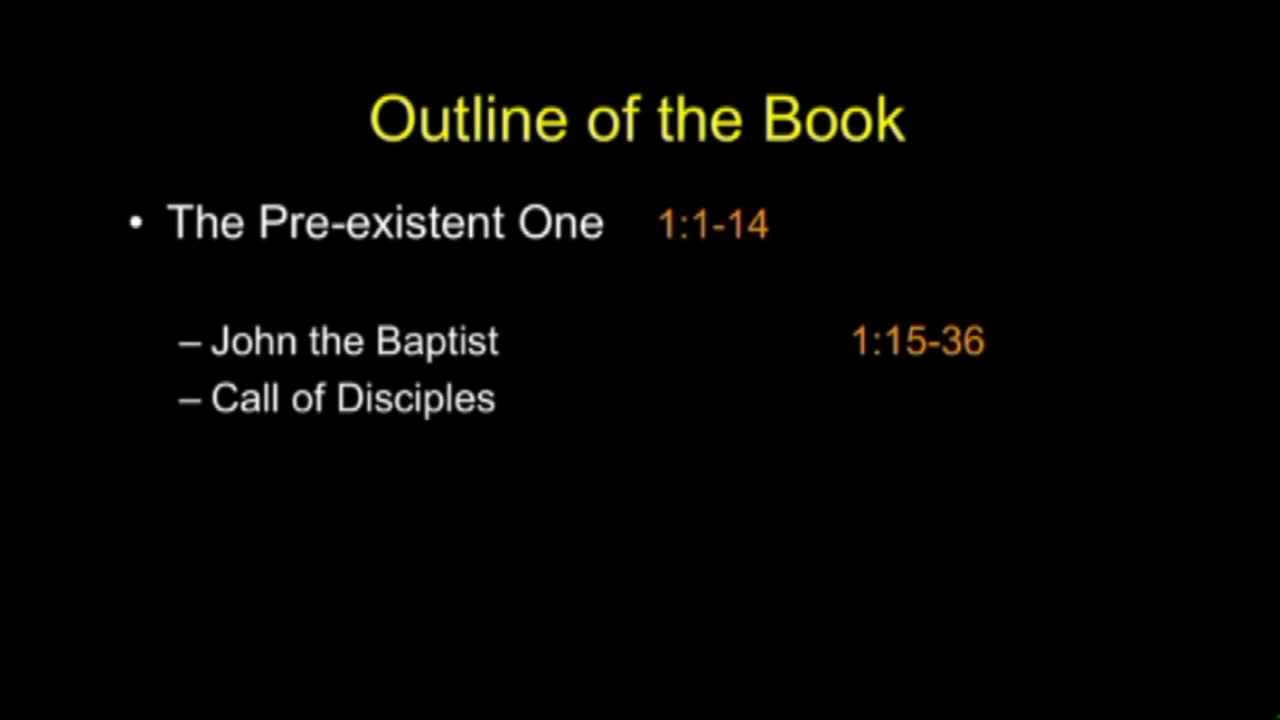 Outline of the Book
• The Pre-existent One 1:1-14
– John the Baptist 1:15-36
– Call of Disciples